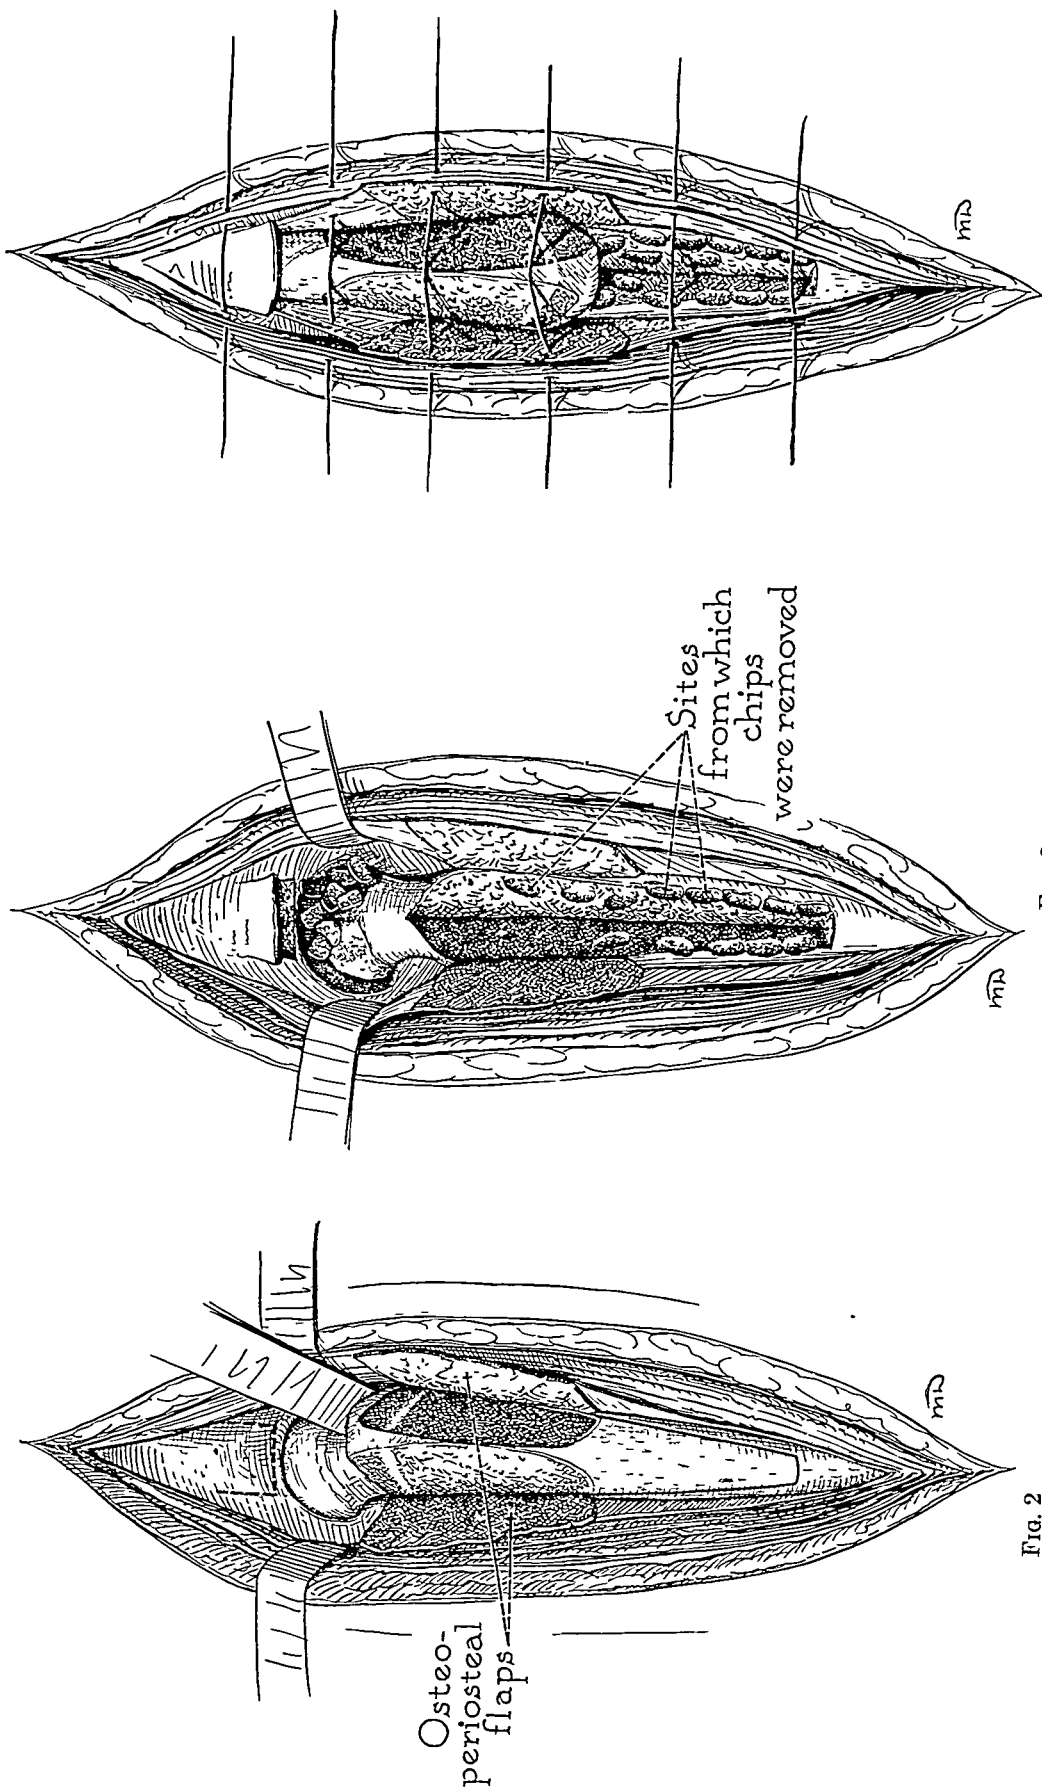 Osteo-
periosteal
flaps
FIG. 2
Sites
from which
chips
were removed